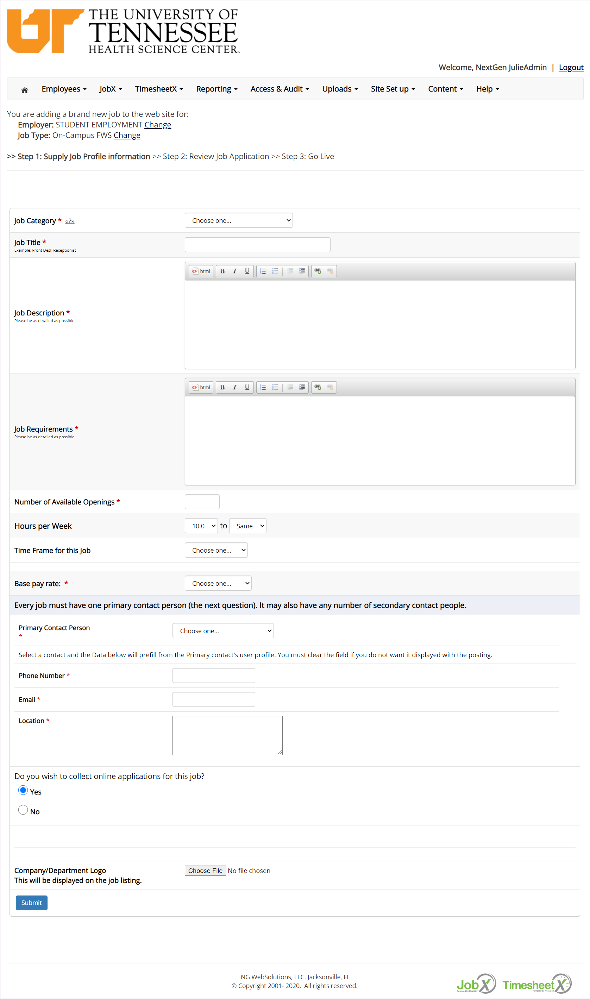 THE UNIVERSITY OF
TENNESSEE
HEALTH SCIENCE CENTER™
Welcome, NextGen JulieAdmin | Logout
Employees JobX TimesheetX Reporting Access & Audit Uploads Site Set up Content Help
You are adding a brand new job to the web site for:
Employer: STUDENT EMPLOYMENT Change
Job Type: On-Campus FWS Change
>> Step 1: Supply Job Profile information >> Step 2: Review Job Application >> Step 3: Go Live
Job Category * «?» Choose one...
Job Title *
Example: Front Desk Receptionist
html B I U
Job Description *
Please be as detailed as possible.
html B I U
Job Requirements *
Please be as detailed as possible.
Number of Available Openings *
Hours per Week 10.0 to Same
Time Frame for this Job Choose one...
Base pay rate: * Choose one...
Every job must have one primary contact person (the next question). It may also have any number of secondary contact people.
Primary Contact Person
* Choose one...
Select a contact and the Data below will prefill from the Primary contact's user profile. You must clear the field if you do not want it displayed with the posting.
Phone Number *
Email *
Location *
Do you wish to collect online applications for this job?
Yes
No
Company/Department Logo Choose File No file chosen
This will be displayed on the job listing.
Submit
NG WebSolutions, LLC. Jacksonville, FL
© Copyright 2001- 2020, All rights reserved.
JobX TimesheetX
Powered by Next Gen Powered by Next Gen